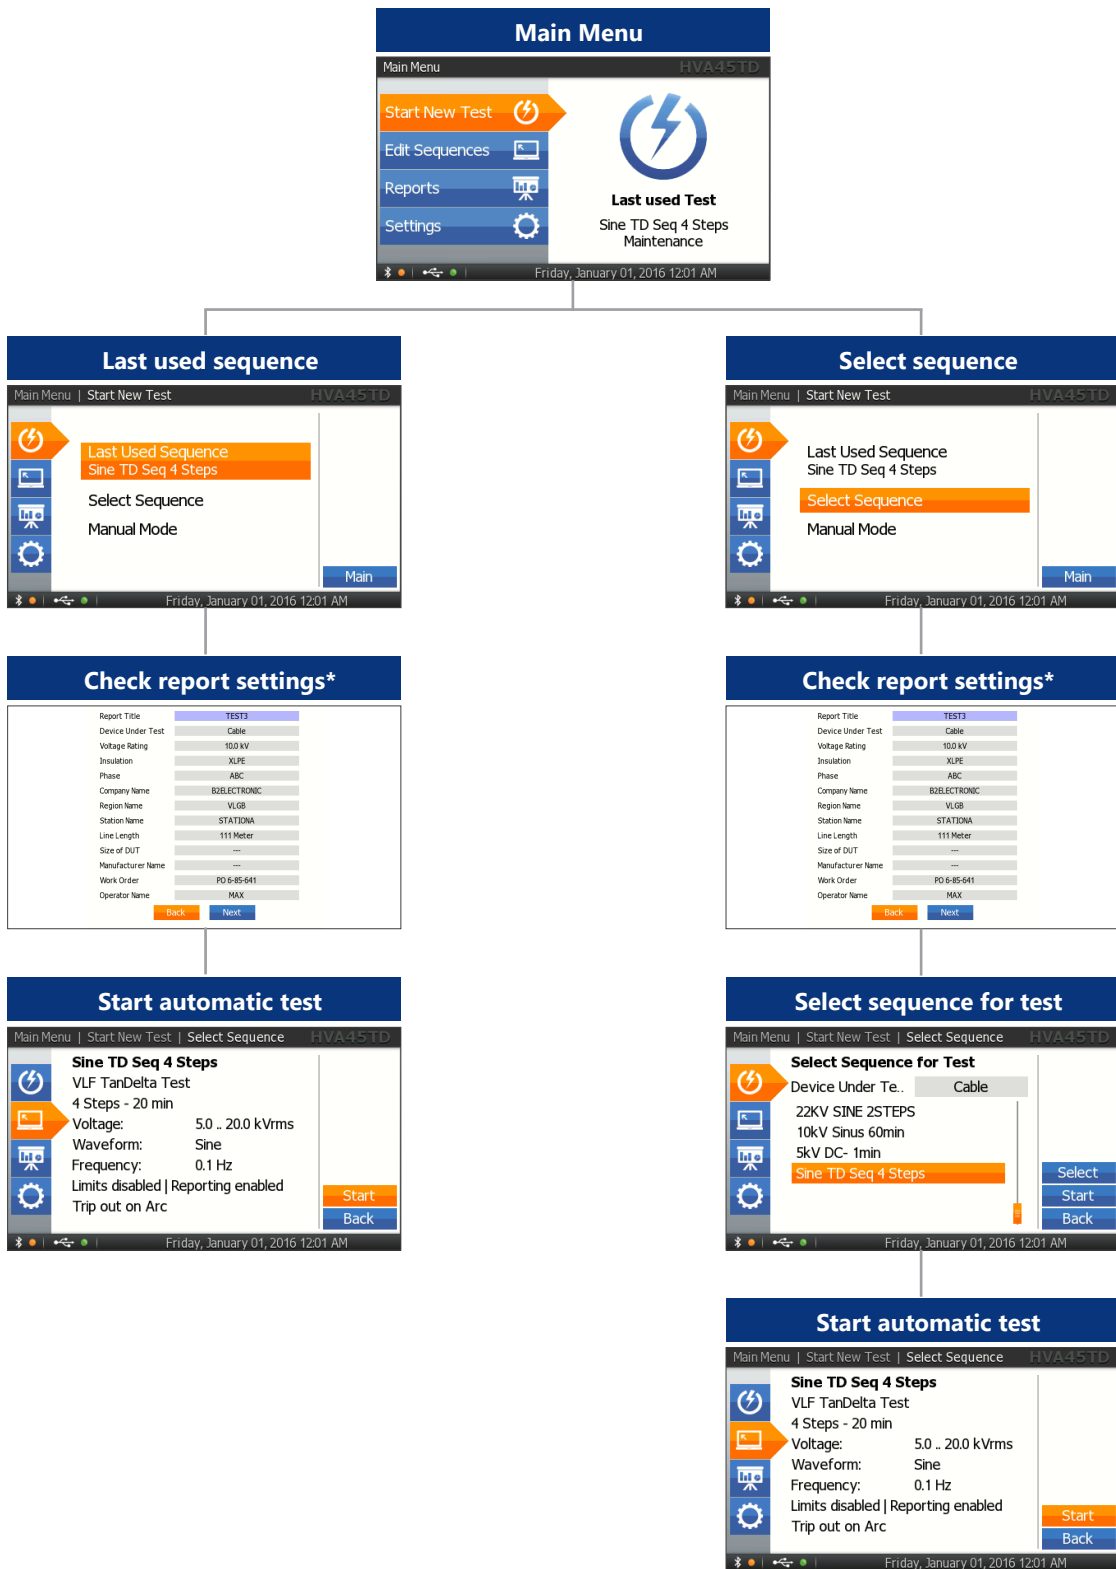 Main Menu
Main Menu HVA45TD
Start New Test
Edit Sequences
Reports
Settings
Last used Test
Sine TD Seq 4 Steps
Maintenance
Friday, January 01, 2016 12:01 AM
Last used sequence
Main Menu | Start New Test HVA45TD
Last Used Sequence
Sine TD Seq 4 Steps
Select Sequence
Manual Mode
Main
Friday, January 01, 2016 12:01 AM
Check report settings*
Report Title TEST3
Device Under Test Cable
Voltage Rating 10.0 kV
Insulation XLPE
Phase ABC
Company Name B2ELECTRONIC
Region Name VLGB
Station Name STATIONA
Line Length 111 Meter
Size of DUT ---
Manufacturer Name ---
Work Order PO 6-85-641
Operator Name MAX
Back Next
Start automatic test
Main Menu | Start New Test | Select Sequence HVA45TD
Sine TD Seq 4 Steps
VLF TanDelta Test
4 Steps - 20 min
Voltage: 5.0 .. 20.0 kVrms
Waveform: Sine
Frequency: 0.1 Hz
Limits disabled | Reporting enabled
Trip out on Arc
Start
Back
Friday, January 01, 2016 12:01 AM
Select sequence
Main Menu | Start New Test HVA45TD
Last Used Sequence
Sine TD Seq 4 Steps
Select Sequence
Manual Mode
Main
Friday, January 01, 2016 12:01 AM
Check report settings*
Report Title TEST3
Device Under Test Cable
Voltage Rating 10.0 kV
Insulation XLPE
Phase ABC
Company Name B2ELECTRONIC
Region Name VLGB
Station Name STATIONA
Line Length 111 Meter
Size of DUT ---
Manufacturer Name ---
Work Order PO 6-85-641
Operator Name MAX
Back Next
Select sequence for test
Main Menu | Start New Test | Select Sequence HVA45TD
Select Sequence for Test
Device Under Te.. Cable
22KV SINE 2STEPS
10kV Sinus 60min
5kV DC- 1min
Sine TD Seq 4 Steps
Select
Start
Back
Friday, January 01, 2016 12:01 AM
Start automatic test
Main Menu | Start New Test | Select Sequence HVA45TD
Sine TD Seq 4 Steps
VLF TanDelta Test
4 Steps - 20 min
Voltage: 5.0 .. 20.0 kVrms
Waveform: Sine
Frequency: 0.1 Hz
Limits disabled | Reporting enabled
Trip out on Arc
Start
Back
Friday, January 01, 2016 12:01 AM